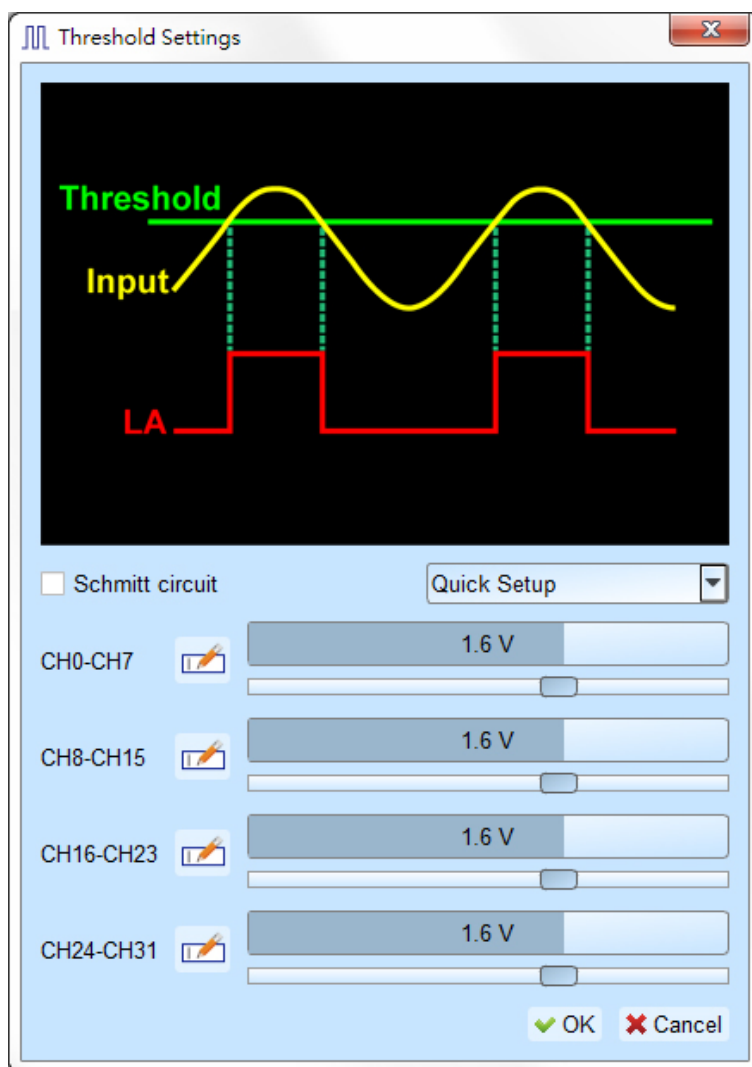 Threshold Settings
Threshold
Input
LA
Schmitt circuit
Quick Setup
CH0-CH7
1.6 V
CH8-CH15
1.6 V
CH16-CH23
1.6 V
CH24-CH31
1.6 V
OK
Cancel